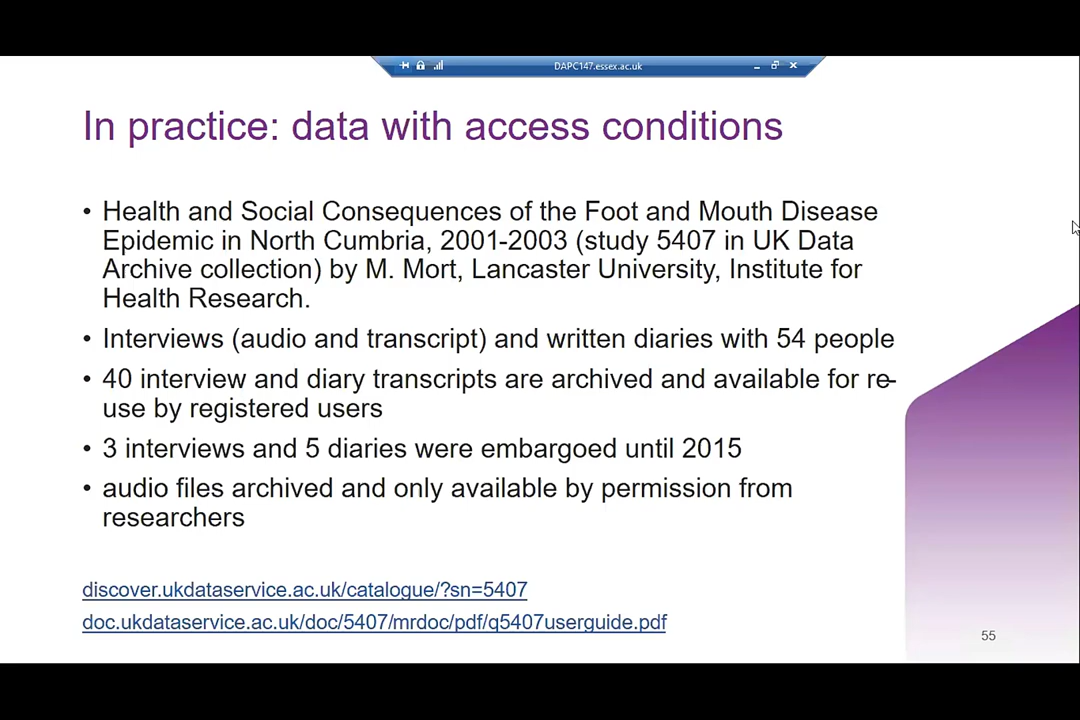 DAPC147.essex.ac.uk
In practice: data with access conditions
• Health and Social Consequences of the Foot and Mouth Disease
Epidemic in North Cumbria, 2001-2003 (study 5407 in UK Data
Archive collection) by M. Mort, Lancaster University, Institute for
Health Research.
• Interviews (audio and transcript) and written diaries with 54 people
• 40 interview and diary transcripts are archived and available for re-
use by registered users
• 3 interviews and 5 diaries were embargoed until 2015
• audio files archived and only available by permission from
researchers
discover.ukdataservice.ac.uk/catalogue/?sn=5407
doc.ukdataservice.ac.uk/doc/5407/mrdoc/pdf/q5407userguide.pdf
55